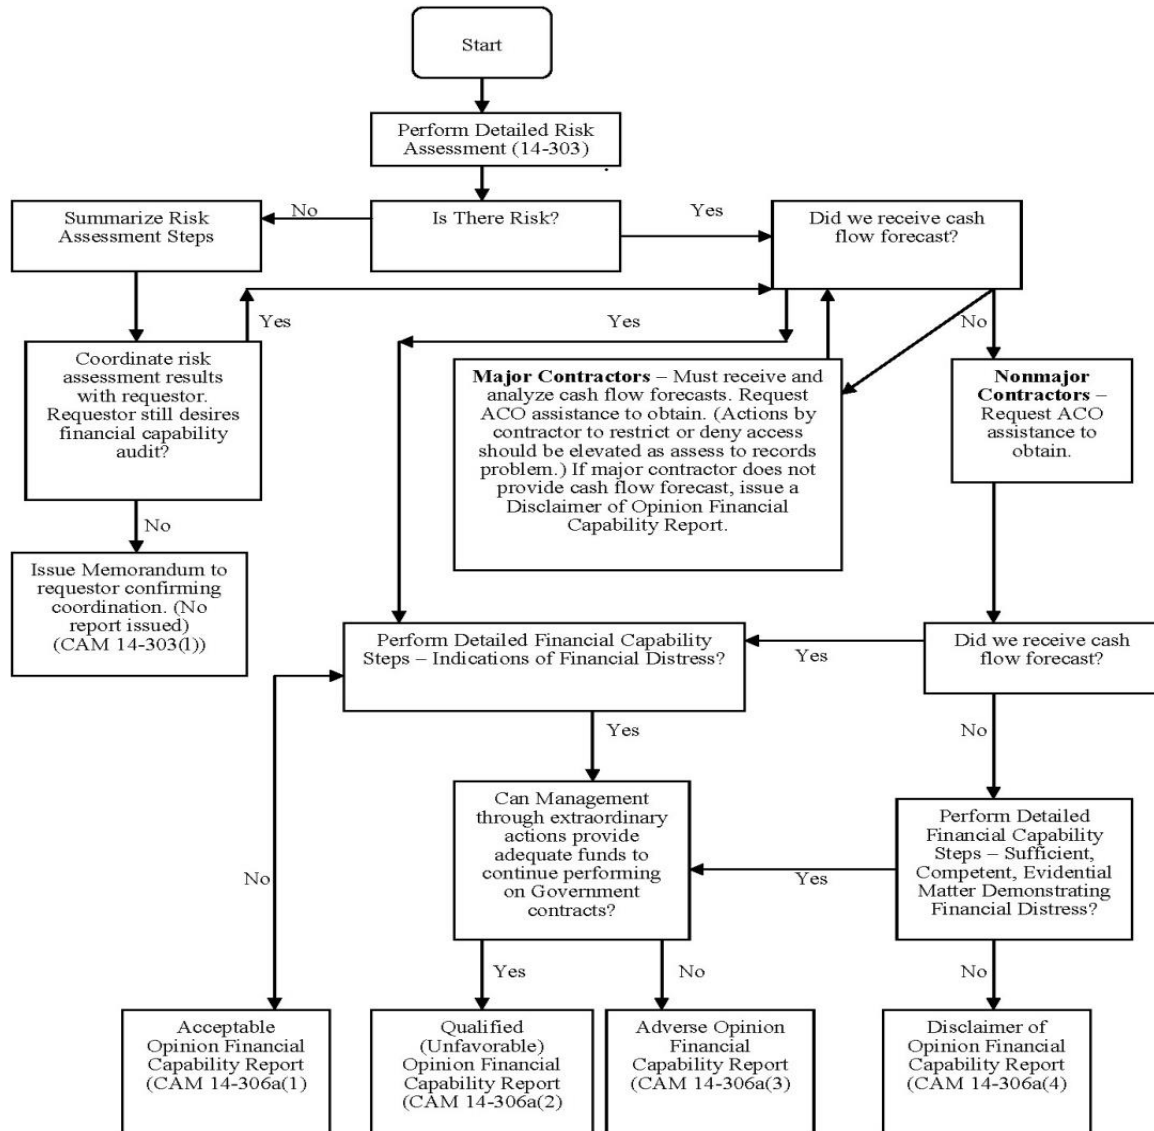 Start
Perform Detailed Risk
Assessment (14-303)
Summarize Risk
Assessment Steps
No
Is There Risk?
Yes
Did we receive cash
flow forecast?
Yes
Yes
No
Coordinate risk
assessment results
with requestor.
Requestor still desires
financial capability
audit?
Major Contractors – Must receive and
analyze cash flow forecasts. Request
ACO assistance to obtain. (Actions by
contractor to restrict or deny access
should be elevated as assess to records
problem.) If major contractor does not
provide cash flow forecast, issue a
Disclaimer of Opinion Financial
Capability Report.
Nonmajor
Contractors –
Request ACO
assistance to
obtain.
No
Issue Memorandum to
requestor confirming
coordination. (No
report issued)
(CAM 14-303(l))
Perform Detailed Financial Capability
Steps – Indications of Financial Distress?
Yes
Did we receive cash
flow forecast?
Yes
No
Can Management
through extraordinary
actions provide
adequate funds to
continue performing
on Government
contracts?
Perform Detailed
Financial Capability
Steps – Sufficient,
Competent, Evidential
Matter Demonstrating
Financial Distress?
No
Yes
Yes
No
No
Acceptable
Opinion Financial
Capability Report
(CAM 14-306a(1)
Qualified
(Unfavorable)
Opinion Financial
Capability Report
(CAM 14-306a(2)
Adverse Opinion
Financial
Capability Report
(CAM 14-306a(3)
Disclaimer of
Opinion Financial
Capability Report
(CAM 14-306a(4)